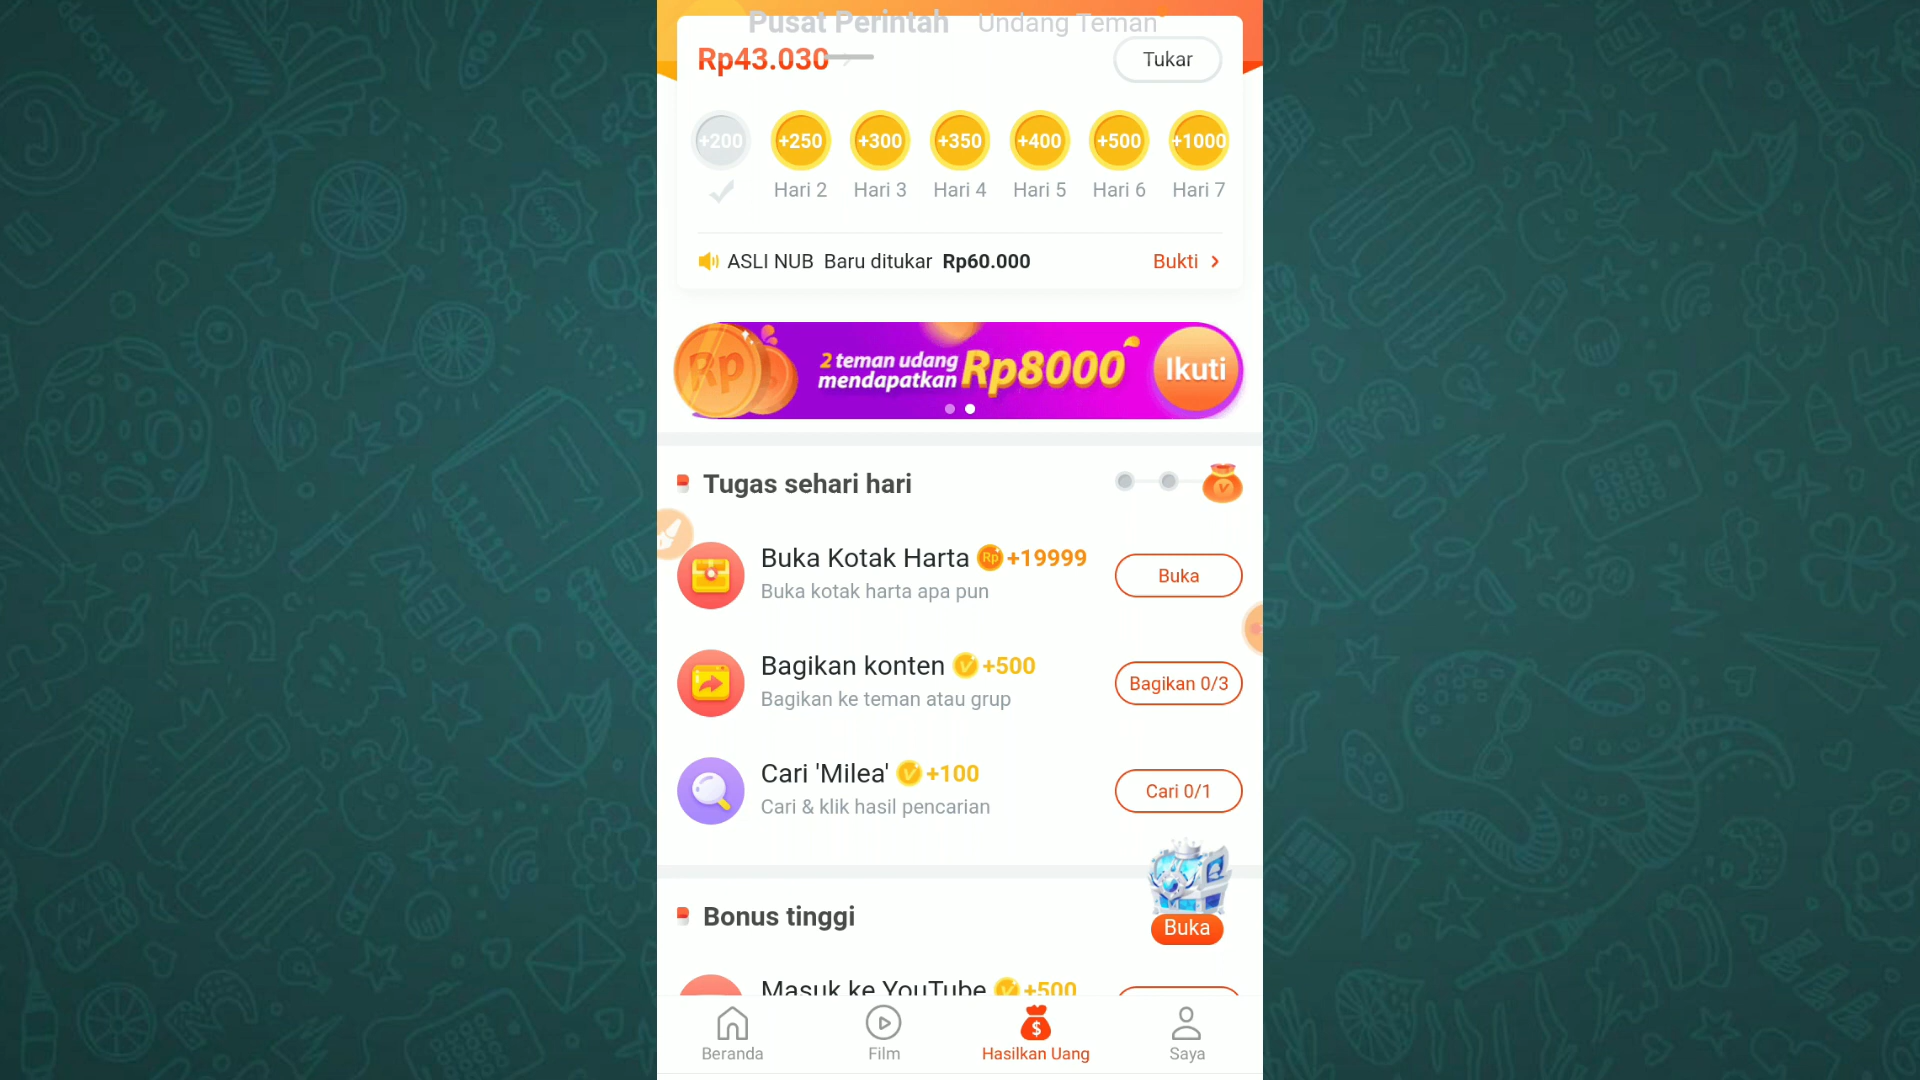 Pusat Perintah Undang Teman
Rp43.030 Tukar
+200 +250 +300 +350 +400 +500 +1000
Hari 2 Hari 3 Hari 4 Hari 5 Hari 6 Hari 7
ASLI NUB Baru ditukar Rp60.000 Bukti >
Rp 2 teman udang mendapatkan Rp8000 Ikuti
Tugas sehari hari
Buka Kotak Harta Rp +19999
Buka kotak harta apa pun
Buka
Bagikan konten +500
Bagikan ke teman atau grup
Bagikan 0/3
Cari 'Milea' +100
Cari & klik hasil pencarian
Cari 0/1
Bonus tinggi
Buka
Masuk ke YouTube +500
Beranda Film Hasilkan Uang Saya